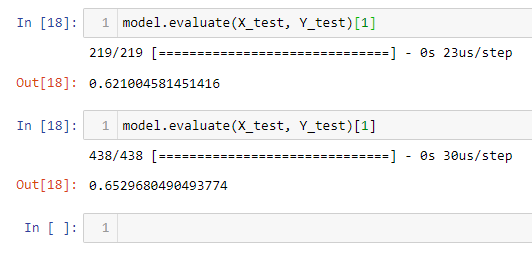 In [18]: 1 model.evaluate(X_test, Y_test)[1]
219/219 [==============================] - 0s 23us/step
Out[18]: 0.621004581451416
In [18]: 1 model.evaluate(X_test, Y_test)[1]
438/438 [==============================] - 0s 30us/step
Out[18]: 0.6529680490493774
In [ ]: 1